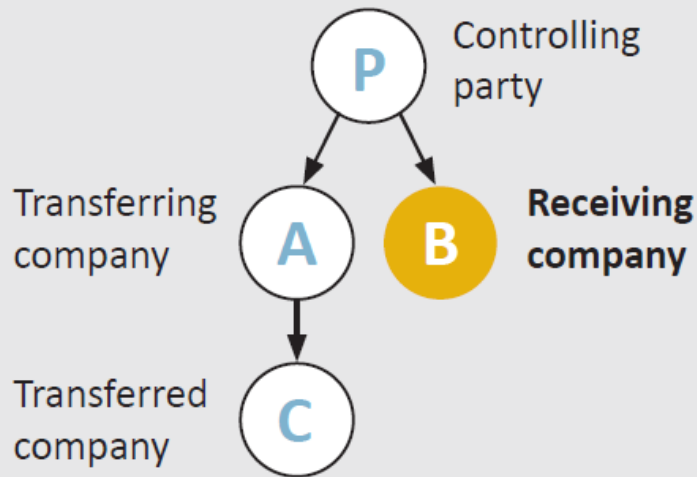 P
Controlling
party
Transferring
company
A
B
Receiving
company
Transferred
company
C